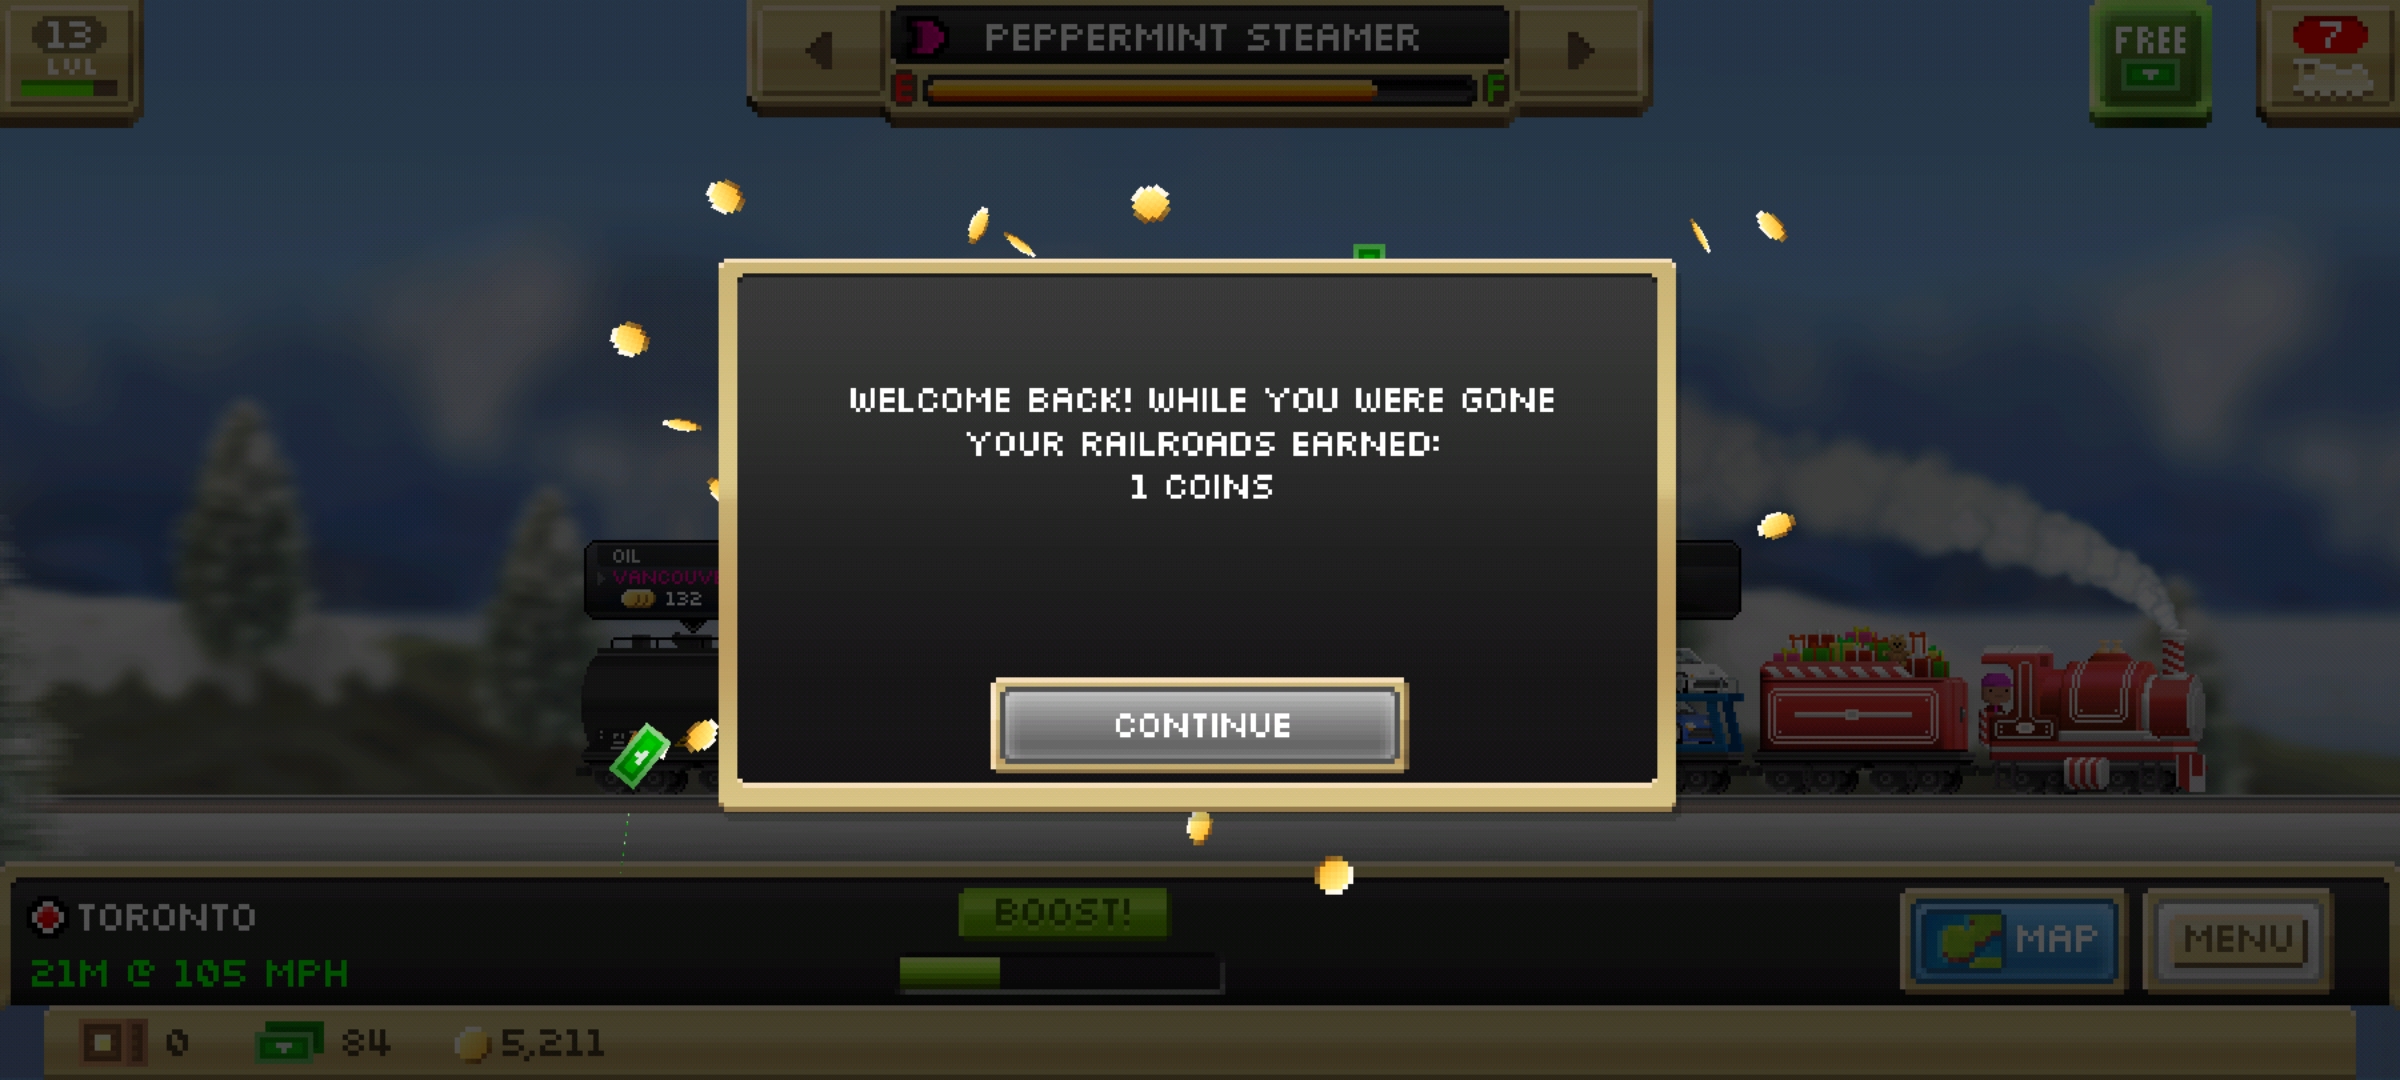 13
LVL
PEPPERMINT STEAMER
E
F
FREE
7
WELCOME BACK! WHILE YOU WERE GONE
YOUR RAILROADS EARNED:
1 COINS
OIL
132
CONTINUE
TORONTO
21M @ 105 MPH
BOOST!
MAP
MENU
0
84
5,211